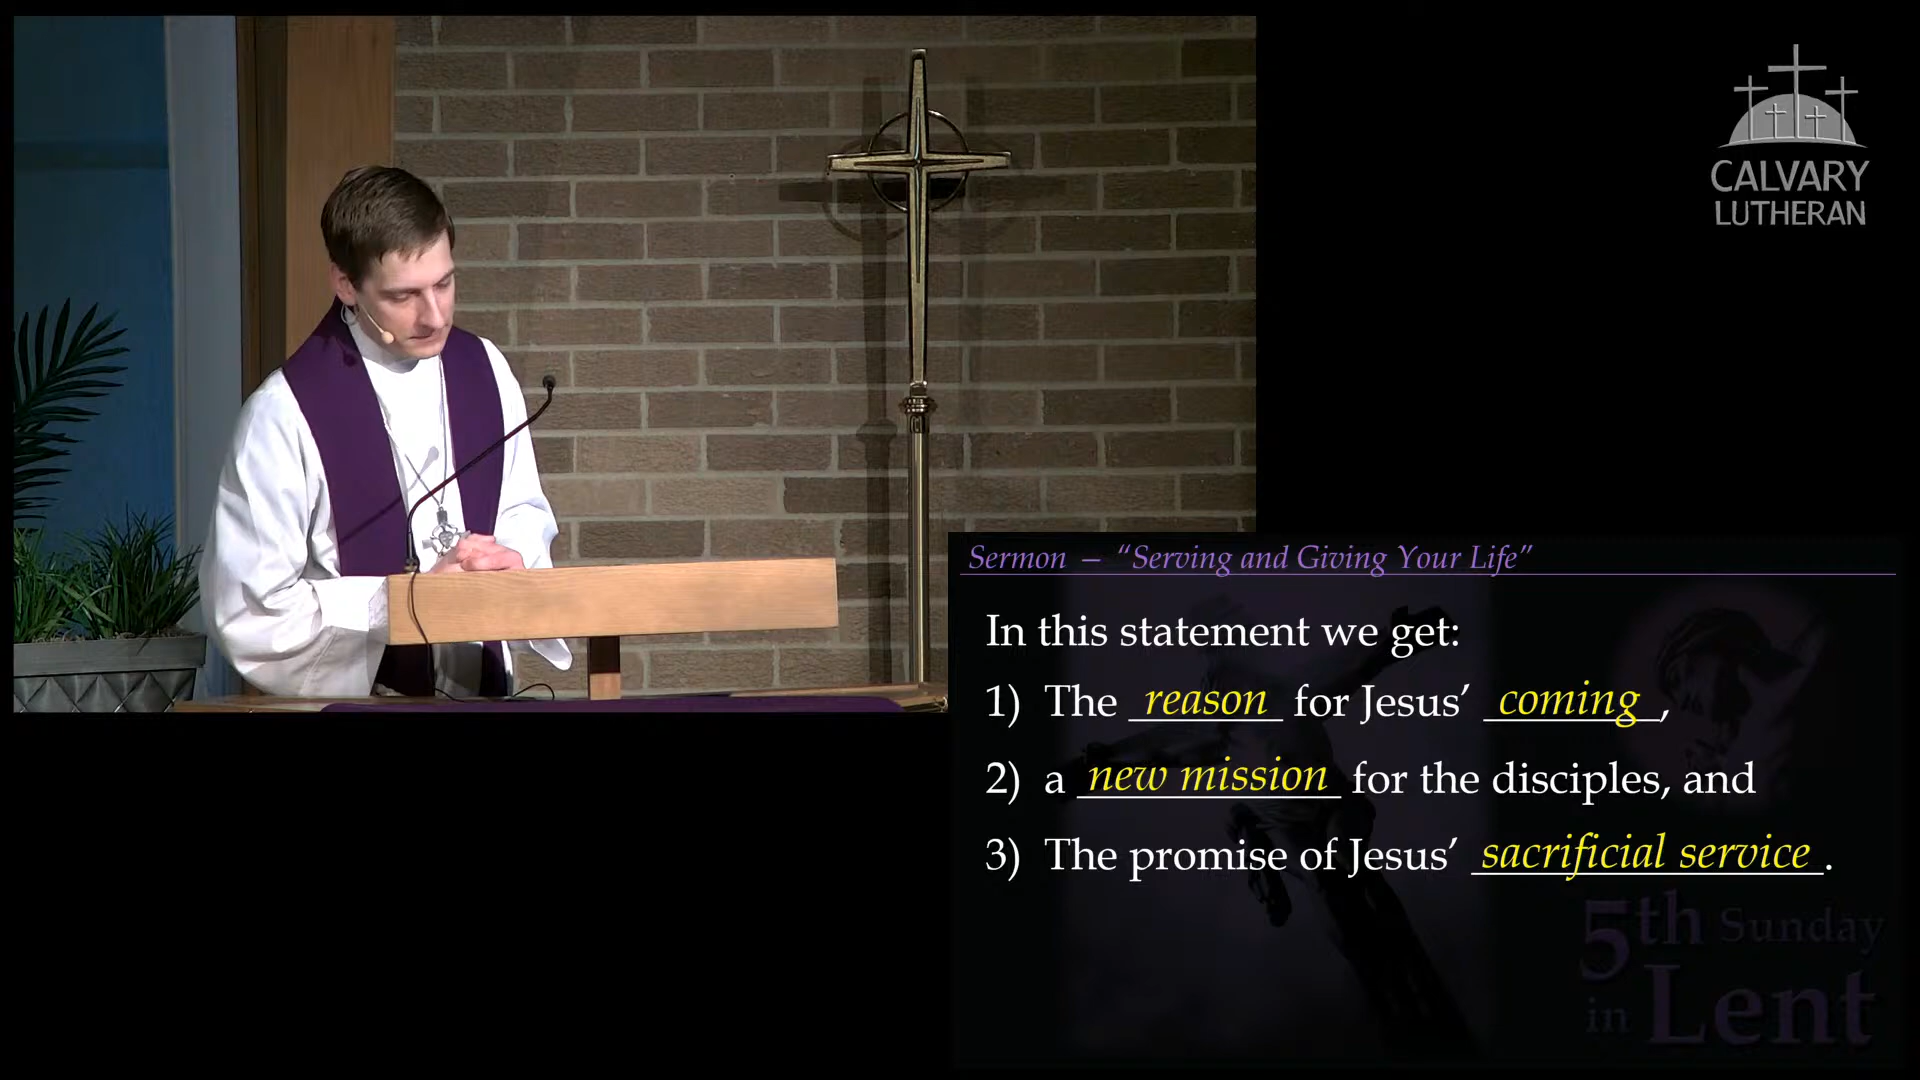 CALVARY
LUTHERAN
Sermon – “Serving and Giving Your Life”
In this statement we get:
1) The reason for Jesus’ coming,
2) a new mission for the disciples, and
3) The promise of Jesus’ sacrificial service.
5th Sunday
in Lent